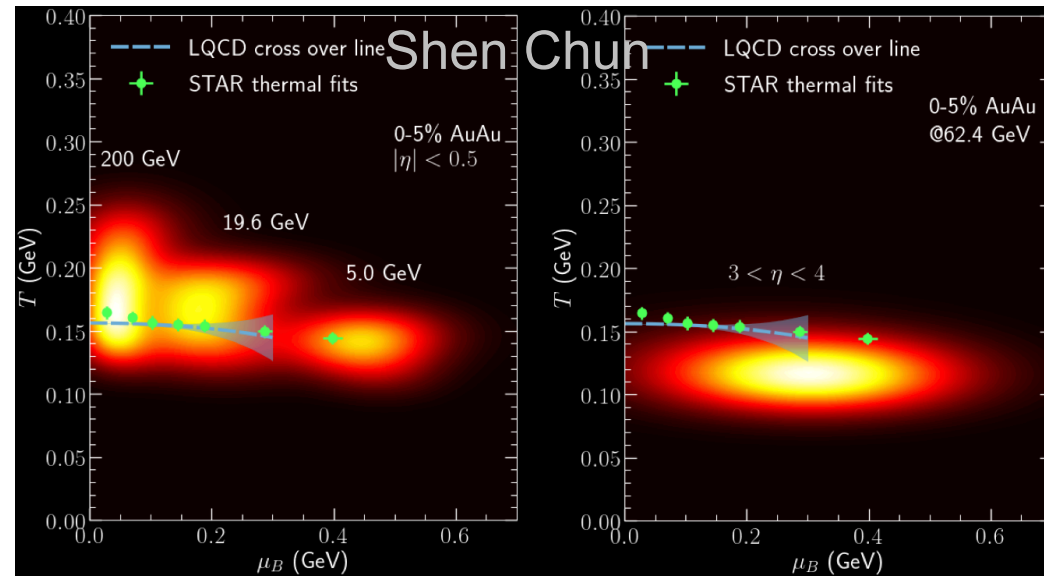 Shen Chun
0.40
0.35
0.30
0.25
0.20
0.15
0.10
0.05
0.00
T (GeV)
LQCD cross over line
STAR thermal fits
0-5% AuAu
|η| < 0.5
200 GeV
19.6 GeV
5.0 GeV
0.0 0.2 0.4 0.6
μ_B (GeV)
0.40
0.35
0.30
0.25
0.20
0.15
0.10
0.05
0.00
T (GeV)
LQCD cross over line
STAR thermal fits
0-5% AuAu
@62.4 GeV
3 < η < 4
0.0 0.2 0.4 0.6
μ_B (GeV)